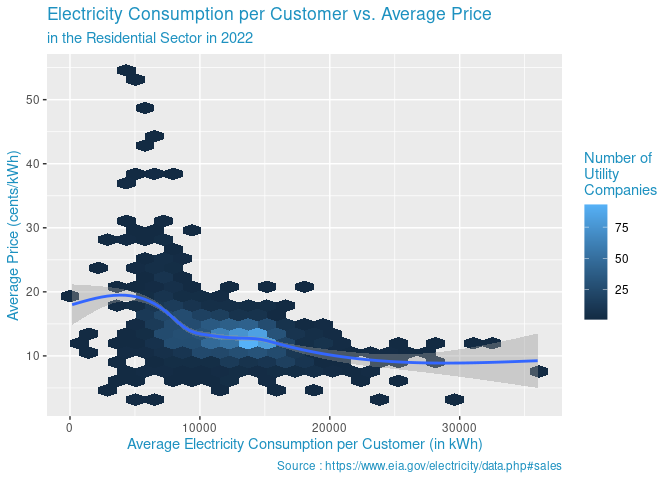 Electricity Consumption per Customer vs. Average Price
in the Residential Sector in 2022
50
40
30
20
10
Average Price (cents/kWh)
0
10000
20000
30000
Average Electricity Consumption per Customer (in kWh)
Number of
Utility
Companies
75
50
25
Source : https://www.eia.gov/electricity/data.php#sales